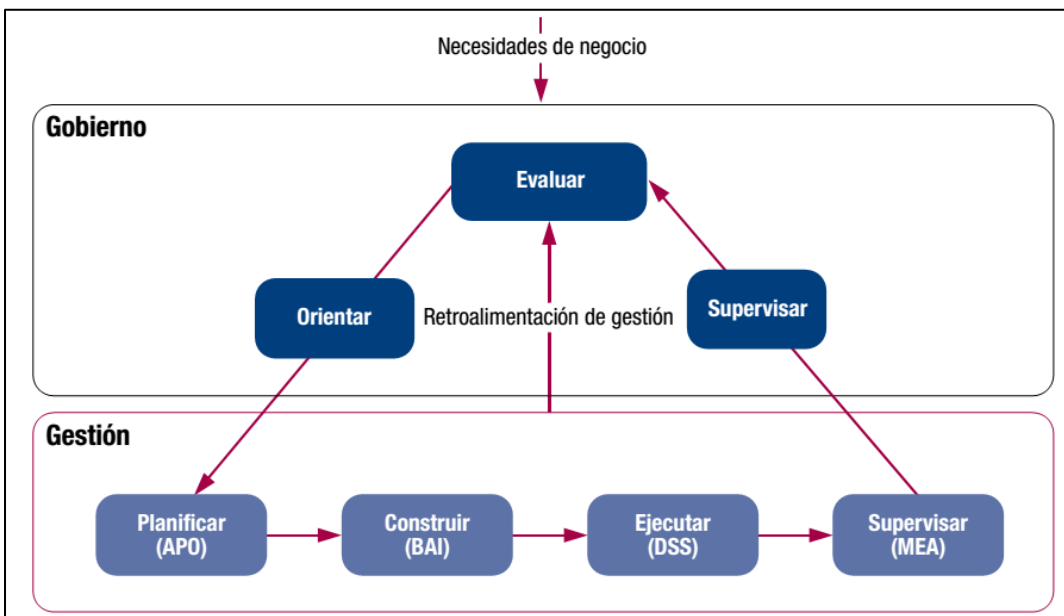 Necesidades de negocio
Gobierno
Evaluar
Orientar
Retroalimentación de gestión
Supervisar
Gestión
Planificar
(APO)
Construir
(BAI)
Ejecutar
(DSS)
Supervisar
(MEA)